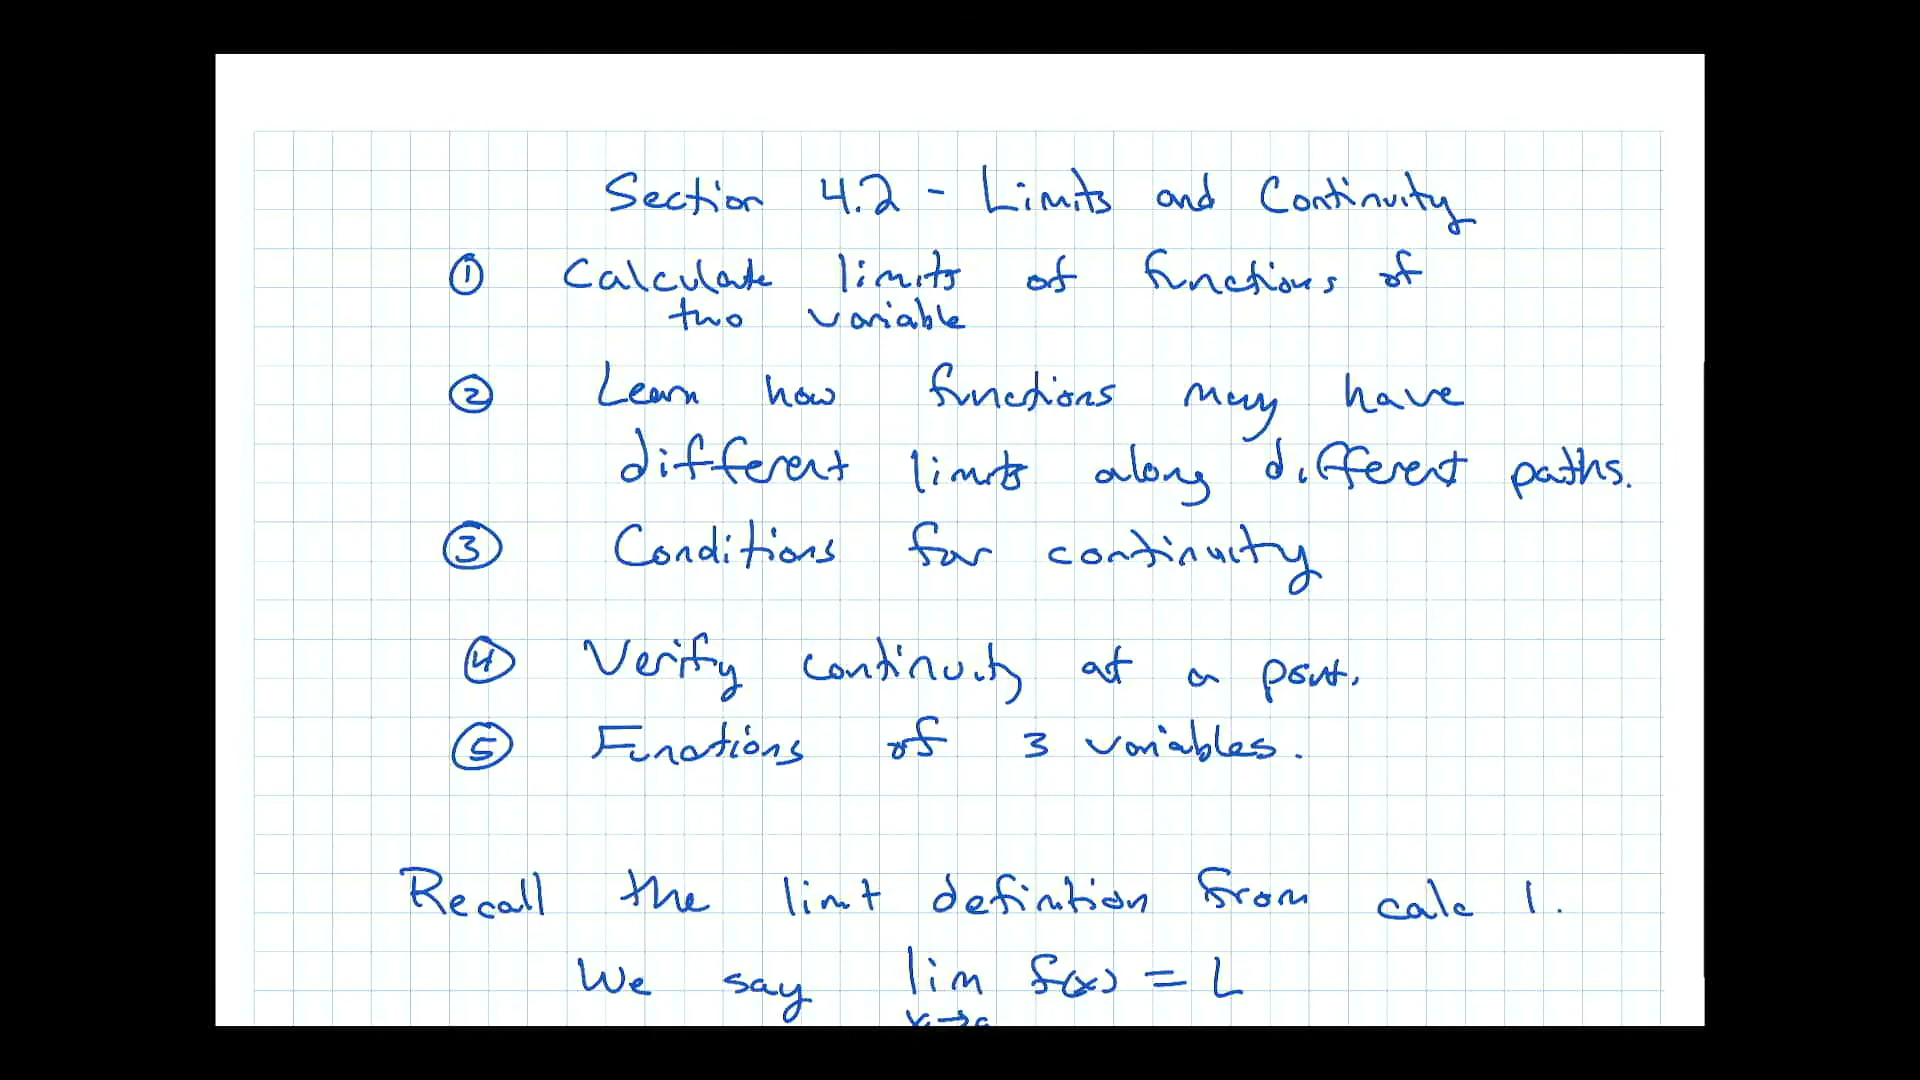 Section 4.2 - Limits and Continuity
① Calculate limits of functions of
two variable
② Learn how functions may have
different limits along different paths.
③ Conditions for continuity
④ Verify continuity at a point.
⑤ Functions of 3 variables.
Recall the limit definition from calc 1.
We say lim f(x) = L
x→a